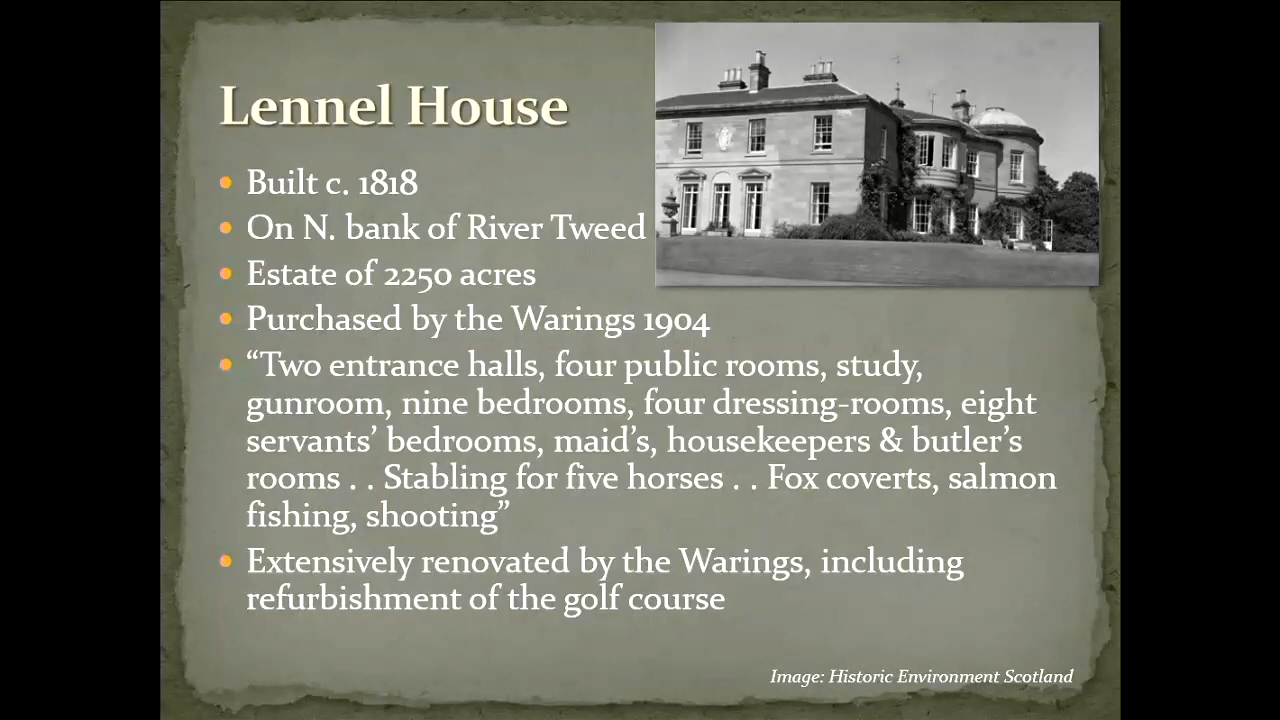 Lennel House
• Built c. 1818
• On N. bank of River Tweed
• Estate of 2250 acres
• Purchased by the Warings 1904
• “Two entrance halls, four public rooms, study,
gunroom, nine bedrooms, four dressing-rooms, eight
servants’ bedrooms, maid’s, housekeepers & butler’s
rooms . . Stabling for five horses . . Fox coverts, salmon
fishing, shooting”
• Extensively renovated by the Warings, including
refurbishment of the golf course
Image: Historic Environment Scotland